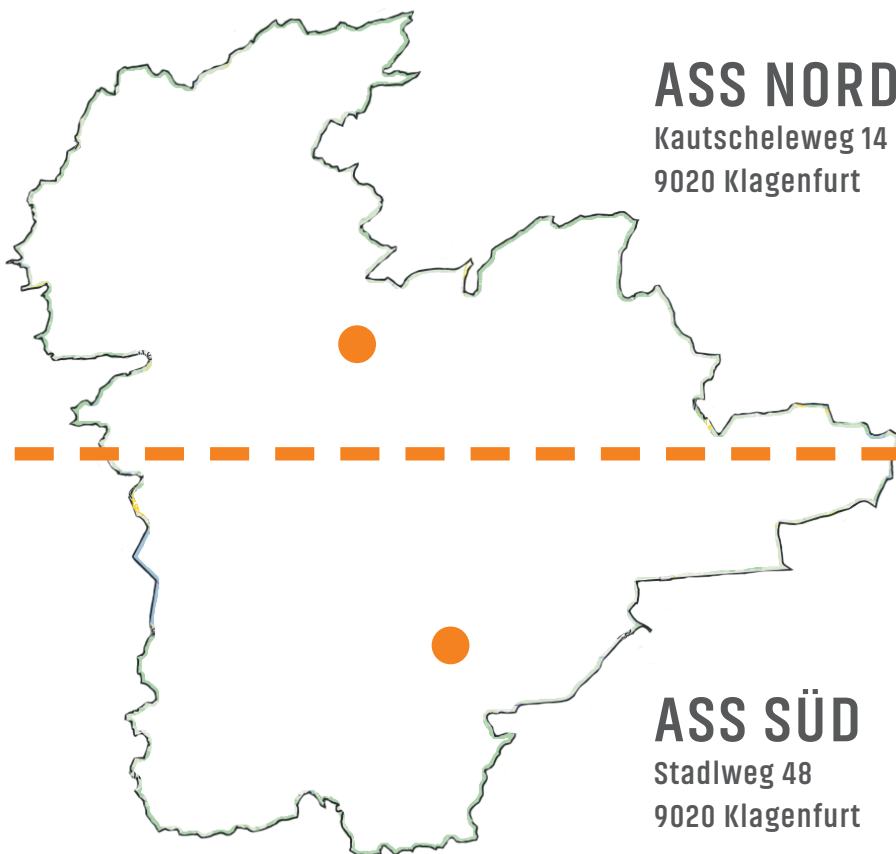 ASS NORD
Kautscheleweg 14
9020 Klagenfurt
ASS SÜD
Stadlweg 48
9020 Klagenfurt